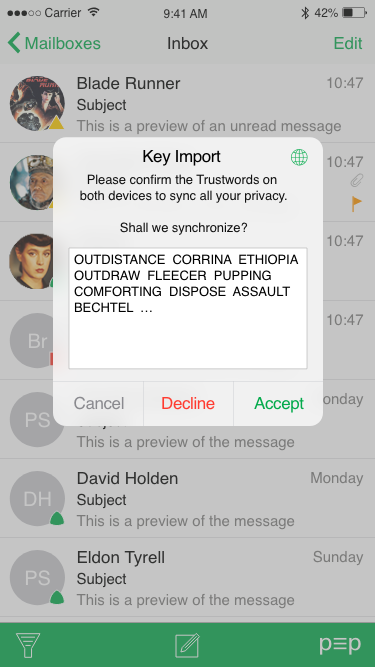 Carrier 9:41 AM 42%
Mailboxes Inbox Edit
Blade Runner 10:47
Subject
This is a preview of an unread message
10:47
Key Import
Please confirm the Trustwords on
both devices to sync all your privacy.
Shall we synchronize?
10:47
OUTDISTANCE CORRINA ETHIOPIA
OUTDRAW FLEECER PUPPING
COMFORTING DISPOSE ASSAULT
BECHTEL ...
Br 10:47
Cancel Decline Accept
PS
This is a preview of the message
David Holden Monday
DH Subject
This is a preview of the message
Eldon Tyrell Sunday
PS Subject
This is a preview of the message
p≡p